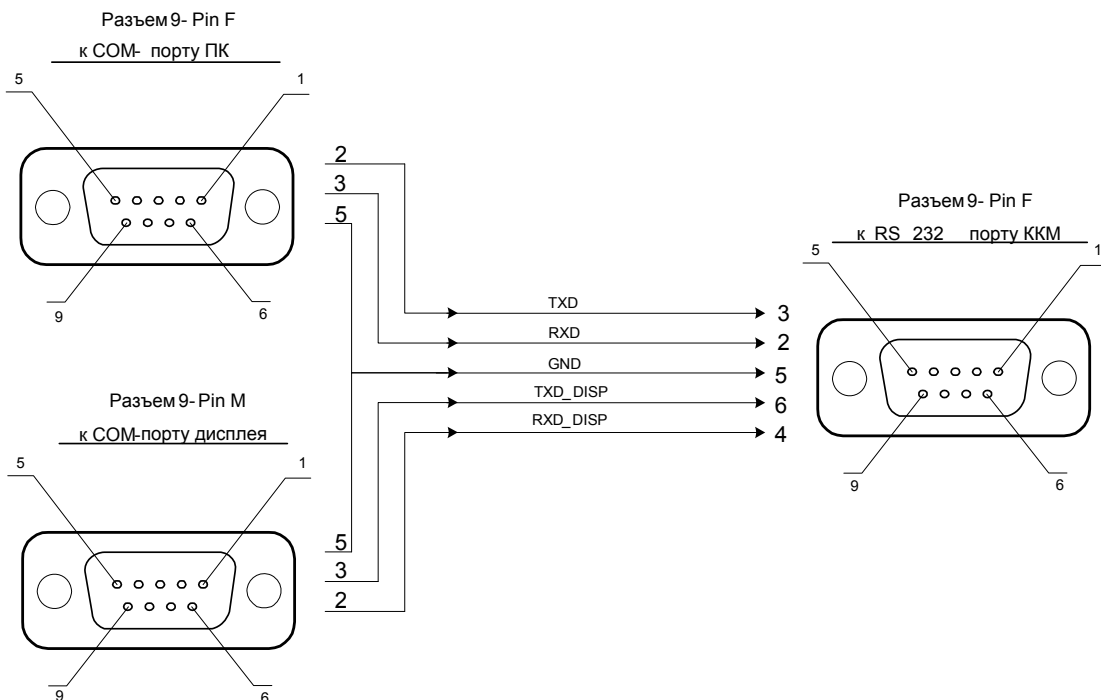 Разъем 9- Pin F
к COM- порту ПК
5
1
9
6
2
3
5
Разъем 9- Pin M
к COM-порту дисплея
5
1
9
6
5
3
2
TXD
RXD
GND
TXD_DISP
RXD_DISP
3
2
5
6
4
Разъем 9- Pin F
к RS 232 порту ККМ
5
1
9
6